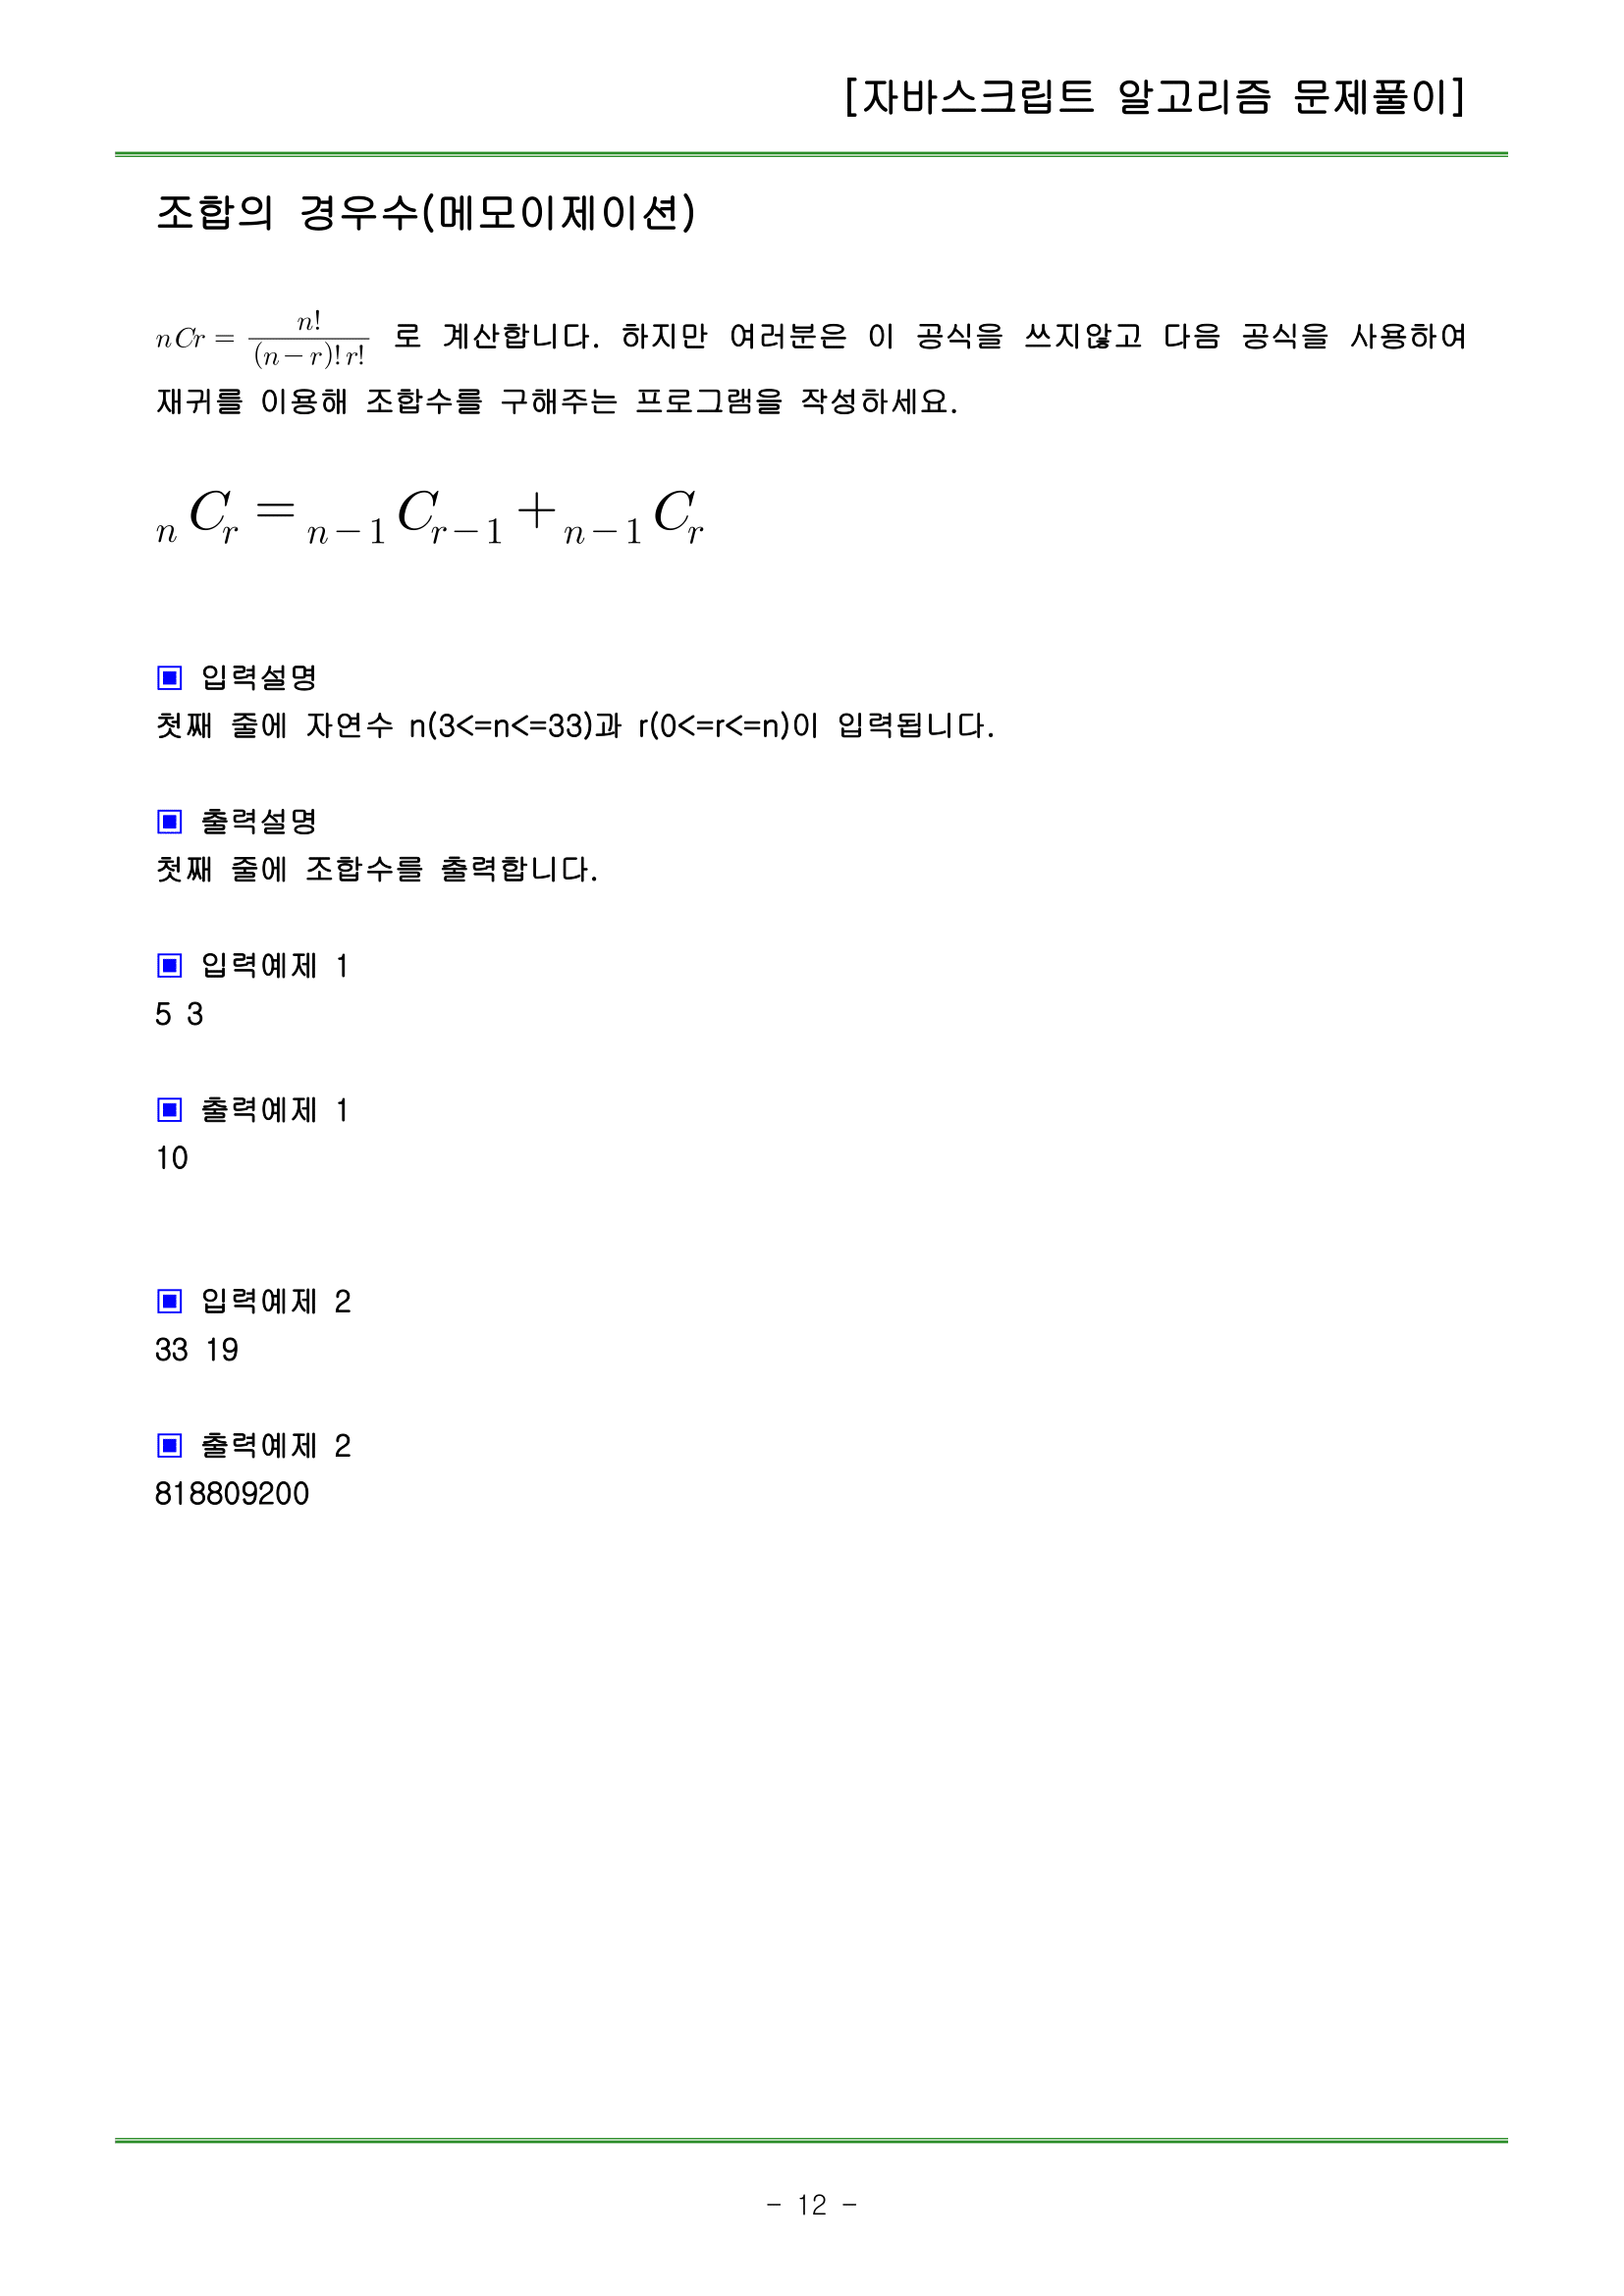 [자바스크립트 알고리즘 문제풀이]
조합의 경우수(메모이제이션)
nCr = n! / (n-r)!r! 로 계산합니다. 하지만 여러분은 이 공식을 쓰지않고 다음 공식을 사용하여
재귀를 이용해 조합수를 구해주는 프로그램을 작성하세요.
nCr = n-1Cr-1 + n-1Cr
▣ 입력설명
첫째 줄에 자연수 n(3<=n<=33)과 r(0<=r<=n)이 입력됩니다.
▣ 출력설명
첫째 줄에 조합수를 출력합니다.
▣ 입력예제 1
5 3
▣ 출력예제 1
10
▣ 입력예제 2
33 19
▣ 출력예제 2
818809200
- 12 -